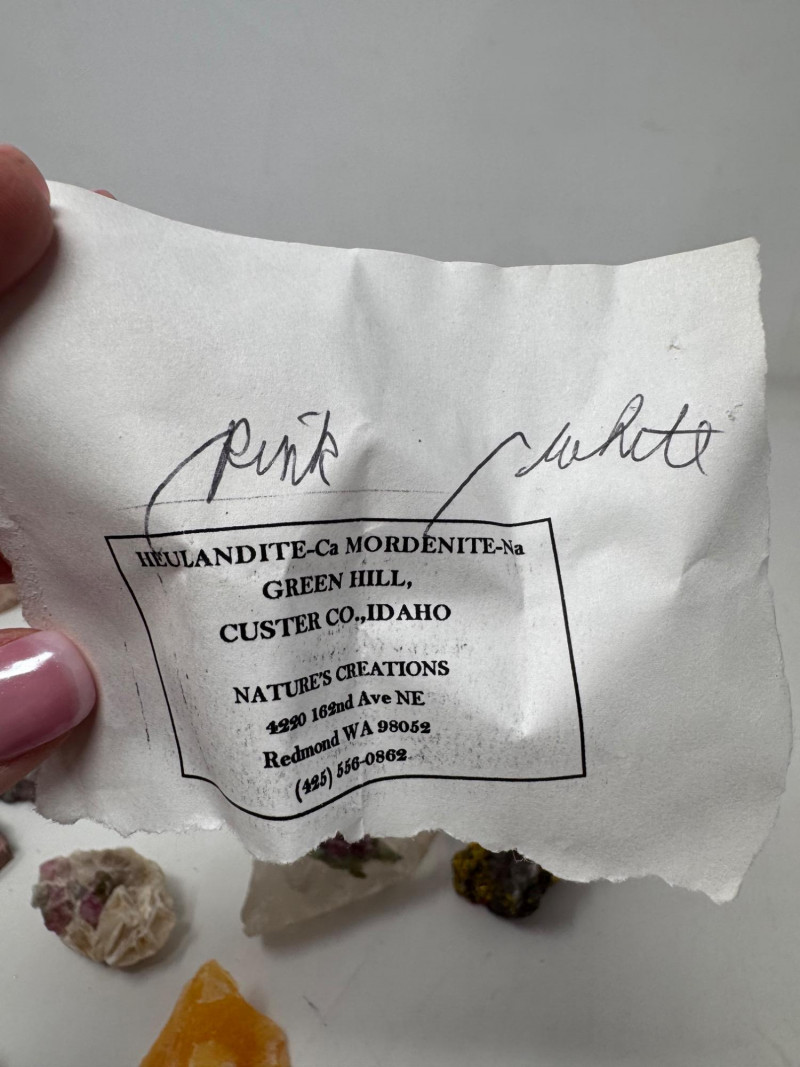 pink white
HEULANDITE-Ca MORDENITE-Na
GREEN HILL,
CUSTER CO.,IDAHO
NATURE'S CREATIONS
4220 162nd Ave NE
Redmond WA 98052
(425) 556-0862